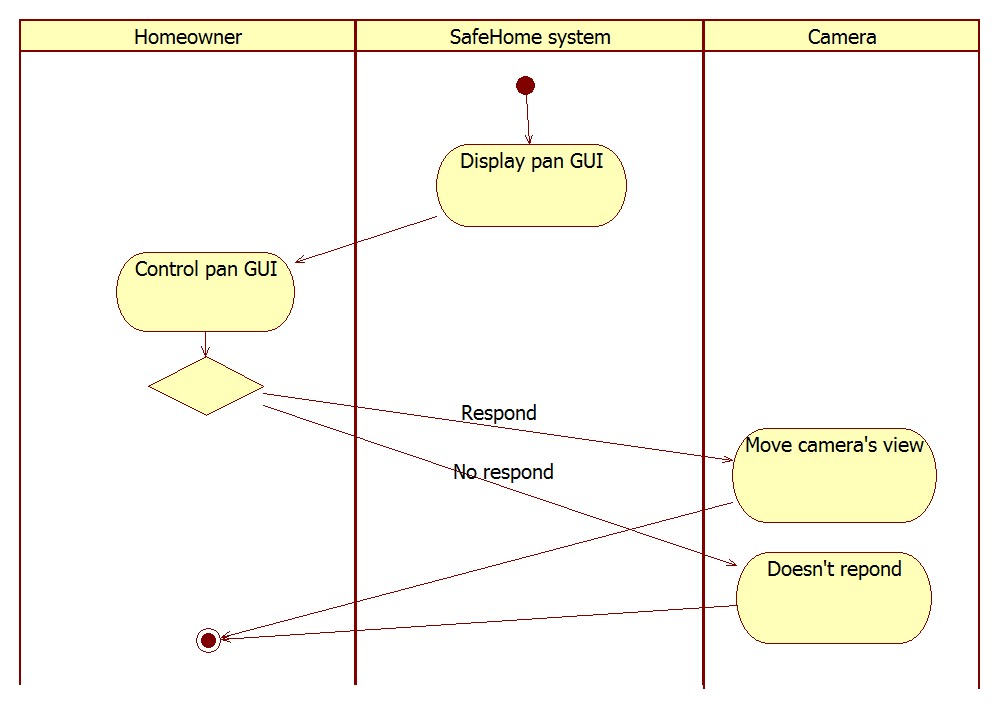 Homeowner
SafeHome system
Camera
Display pan GUI
Control pan GUI
Respond
Move camera's view
No respond
Doesn't repond